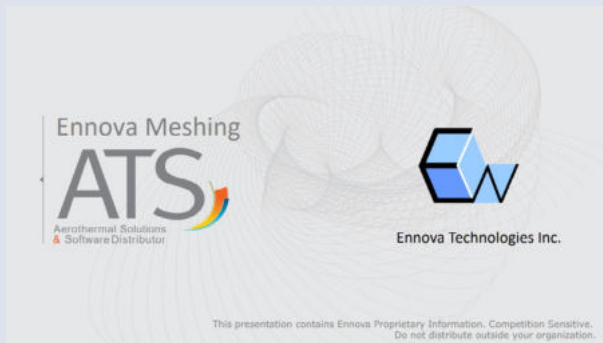 Ennova Meshing
ATS
Aerothermal Solutions
& Software Distributor
Ennova Technologies Inc.
This presentation contains Ennova Proprietary Information. Competition Sensitive.
Do not distribute outside your organization.